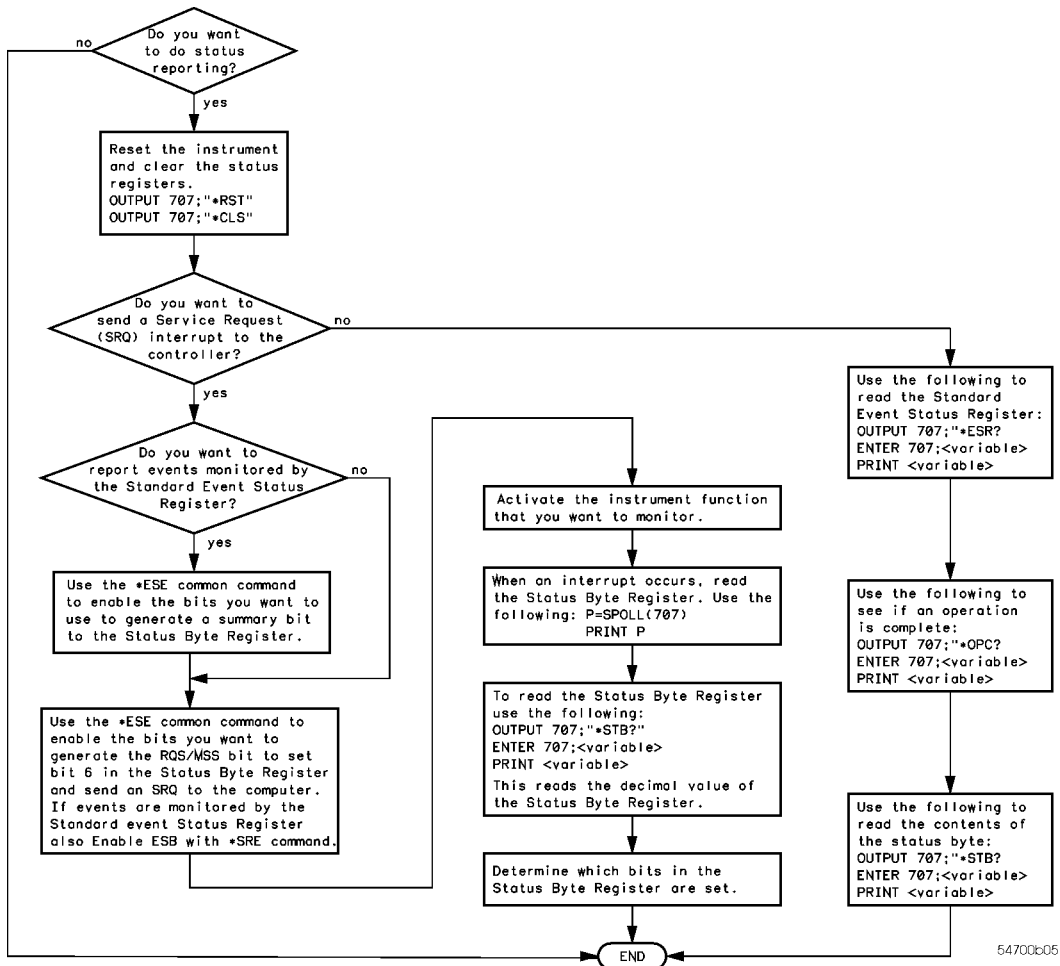 Do you want
to do status
reporting?
no
yes
Reset the instrument
and clear the status
registers.
OUTPUT 707;"*RST"
OUTPUT 707;"*CLS"
Do you want to
send a Service Request
(SRQ) interrupt to the
controller?
no
yes
Do you want to
report events monitored by
the Standard Event Status
Register?
no
yes
Use the *ESE common command
to enable the bits you want to
use to generate a summary bit
to the Status Byte Register.
Use the *ESE common command to
enable the bits you want to
generate the RQS/MSS bit to set
bit 6 in the Status Byte Register
and send an SRQ to the computer.
If events are monitored by the
Standard event Status Register
also Enable ESB with *SRE command.
Activate the instrument function
that you want to monitor.
When an interrupt occurs, read
the Status Byte Register. Use the
following: P=SPOLL(707)
PRINT P
To read the Status Byte Register
use the following:
OUTPUT 707;"*STB?"
ENTER 707;<variable>
PRINT <variable>
This reads the decimal value of
the Status Byte Register.
Determine which bits in the
Status Byte Register are set.
Use the following to
read the Standard
Event Status Register:
OUTPUT 707;"*ESR?
ENTER 707;<variable>
PRINT <variable>
Use the following to
see if an operation
is complete:
OUTPUT 707;"*OPC?
ENTER 707;<variable>
PRINT <variable>
Use the following to
read the contents of
the status byte:
OUTPUT 707;"*STB?
ENTER 707;<variable>
PRINT <variable>
END
54700b05